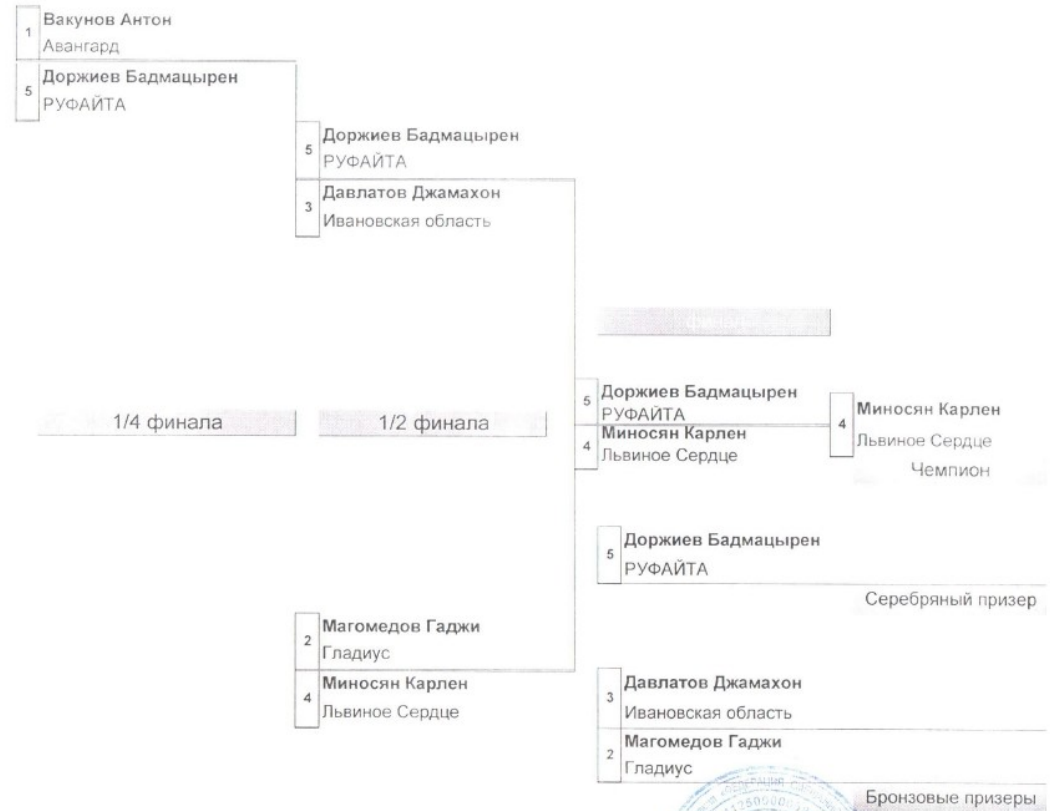 1
Вакунов Антон
Авангард
5
Доржиев Бадмацырен
РУФАЙТА
5
Доржиев Бадмацырен
РУФАЙТА
3
Давлатов Джамахон
Ивановская область
1/4 финала
1/2 финала
5
Доржиев Бадмацырен
РУФАЙТА
4
Миносян Карлен
Львиное Сердце
4
Миносян Карлен
Львиное Сердце
Чемпион
5
Доржиев Бадмацырен
РУФАЙТА
Серебряный призер
2
Магомедов Гаджи
Гладиус
4
Миносян Карлен
Львиное Сердце
3
Давлатов Джамахон
Ивановская область
2
Магомедов Гаджи
Гладиус
Бронзовые призеры